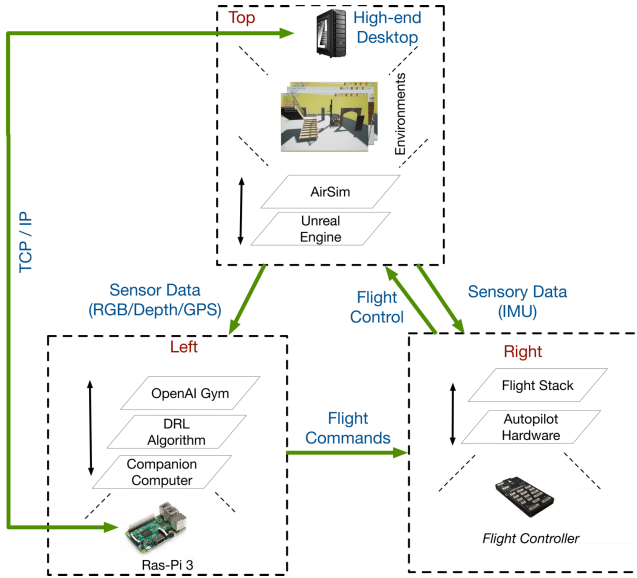 Top
High-end
Desktop
Environments
AirSim
Unreal
Engine
TCP / IP
Sensor Data
(RGB/Depth/GPS)
Flight
Control
Sensory Data
(IMU)
Left
OpenAI Gym
DRL
Algorithm
Companion
Computer
Ras-Pi 3
Flight
Commands
Right
Flight Stack
Autopilot
Hardware
Flight Controller